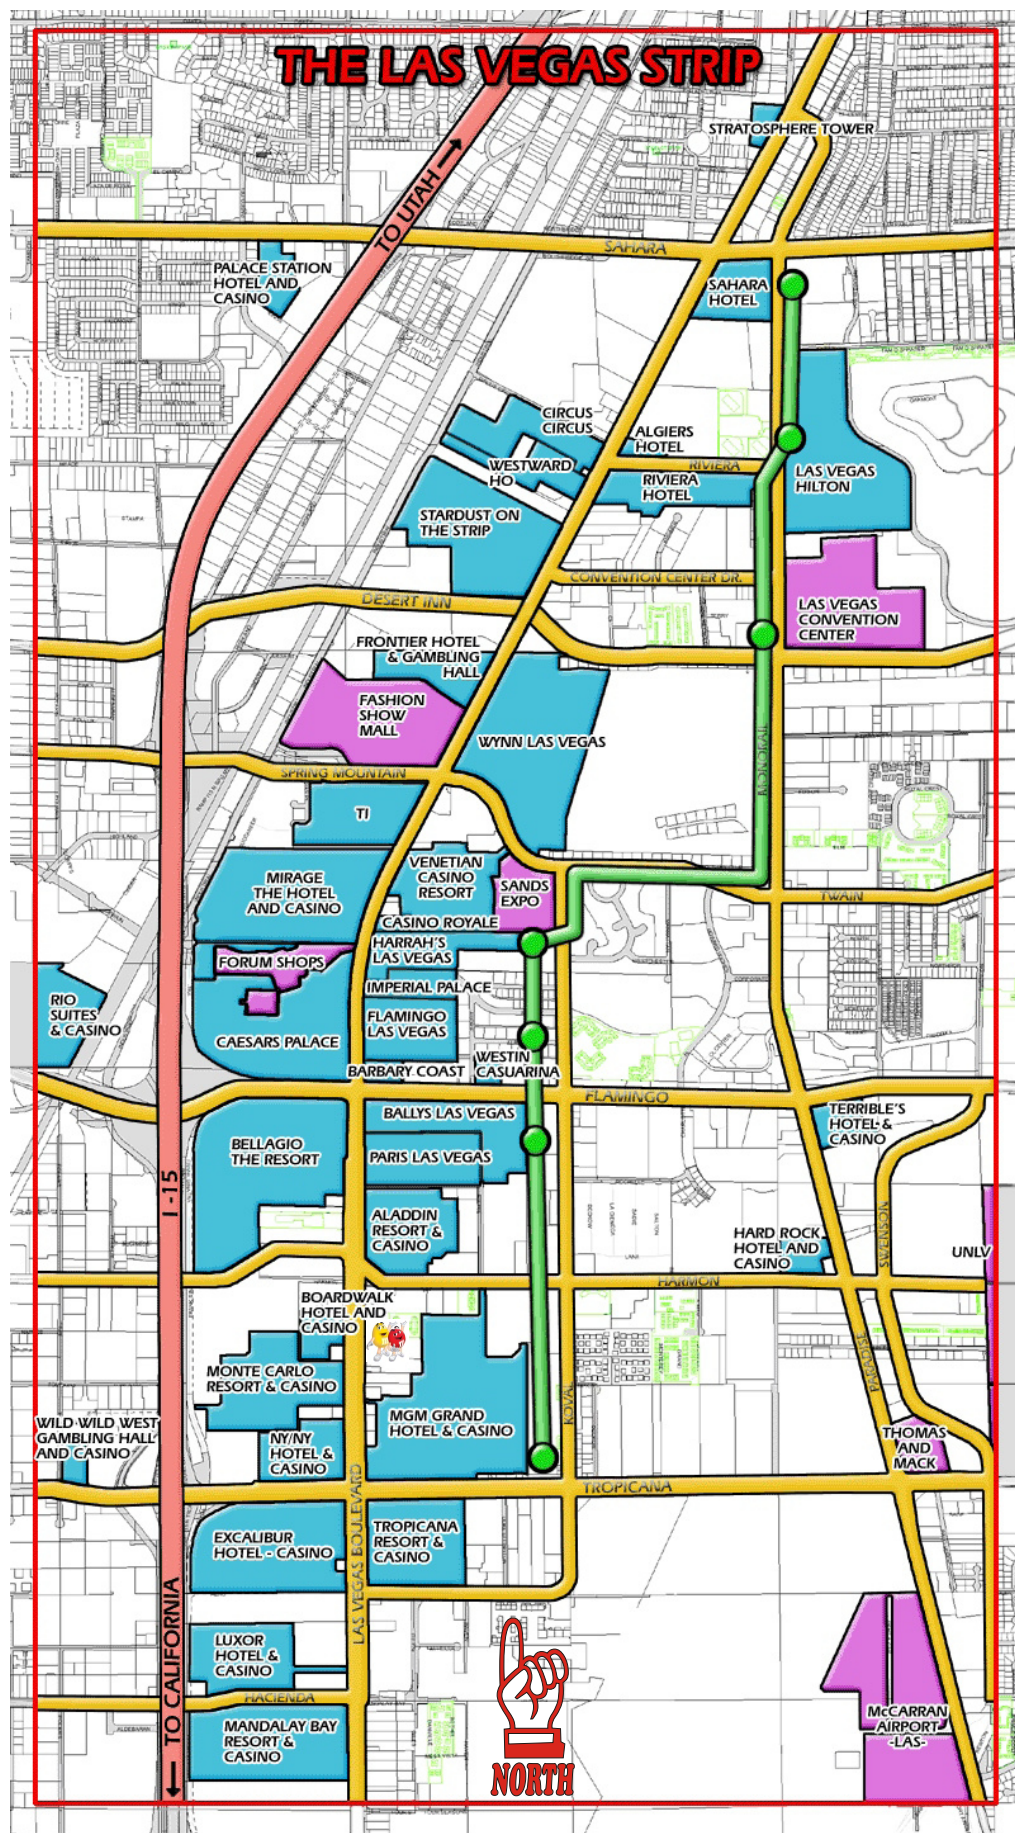 THE LAS VEGAS STRIP
STRATOSPHERE TOWER
TO UTAH
SAHARA
PALACE STATION
HOTEL AND
CASINO
SAHARA
HOTEL
CIRCUS
CIRCUS
ALGIERS
HOTEL
WESTWARD
HO
RIVIERA
RIVIERA
HOTEL
LAS VEGAS
HILTON
STARDUST ON
THE STRIP
CONVENTION CENTER DR.
DESERT INN
LAS VEGAS
CONVENTION
CENTER
FRONTIER HOTEL
& GAMBLING
HALL
FASHION
SHOW
MALL
WYNN LAS VEGAS
MONORAIL
SPRING MOUNTAIN
TI
VENETIAN
CASINO
RESORT
MIRAGE
THE HOTEL
AND CASINO
SANDS
EXPO
TWAIN
CASINO ROYALE
HARRAH'S
LAS VEGAS
FORUM SHOPS
IMPERIAL PALACE
RIO
SUITES
& CASINO
FLAMINGO
LAS VEGAS
CAESARS PALACE
WESTIN
CASUARINA
BARBARY COAST
FLAMINGO
BALLYS LAS VEGAS
TERRIBLE'S
HOTEL &
CASINO
BELLAGIO
THE RESORT
PARIS LAS VEGAS
I-15
ALADDIN
RESORT &
CASINO
SWENSON
HARD ROCK
HOTEL AND
CASINO
UNLV
HARMON
BOARDWALK
HOTEL AND
CASINO
PARADISE
MONTE CARLO
RESORT & CASINO
KOVAL
MGM GRAND
HOTEL & CASINO
WILD WILD WEST
GAMBLING HALL
AND CASINO
NY/NY
HOTEL &
CASINO
THOMAS
AND
MACK
TROPICANA
LAS VEGAS BOULEVARD
EXCALIBUR
HOTEL - CASINO
TROPICANA
RESORT &
CASINO
TO CALIFORNIA
LUXOR
HOTEL &
CASINO
HACIENDA
MANDALAY BAY
RESORT &
CASINO
McCARRAN
AIRPORT
-LAS-
NORTH